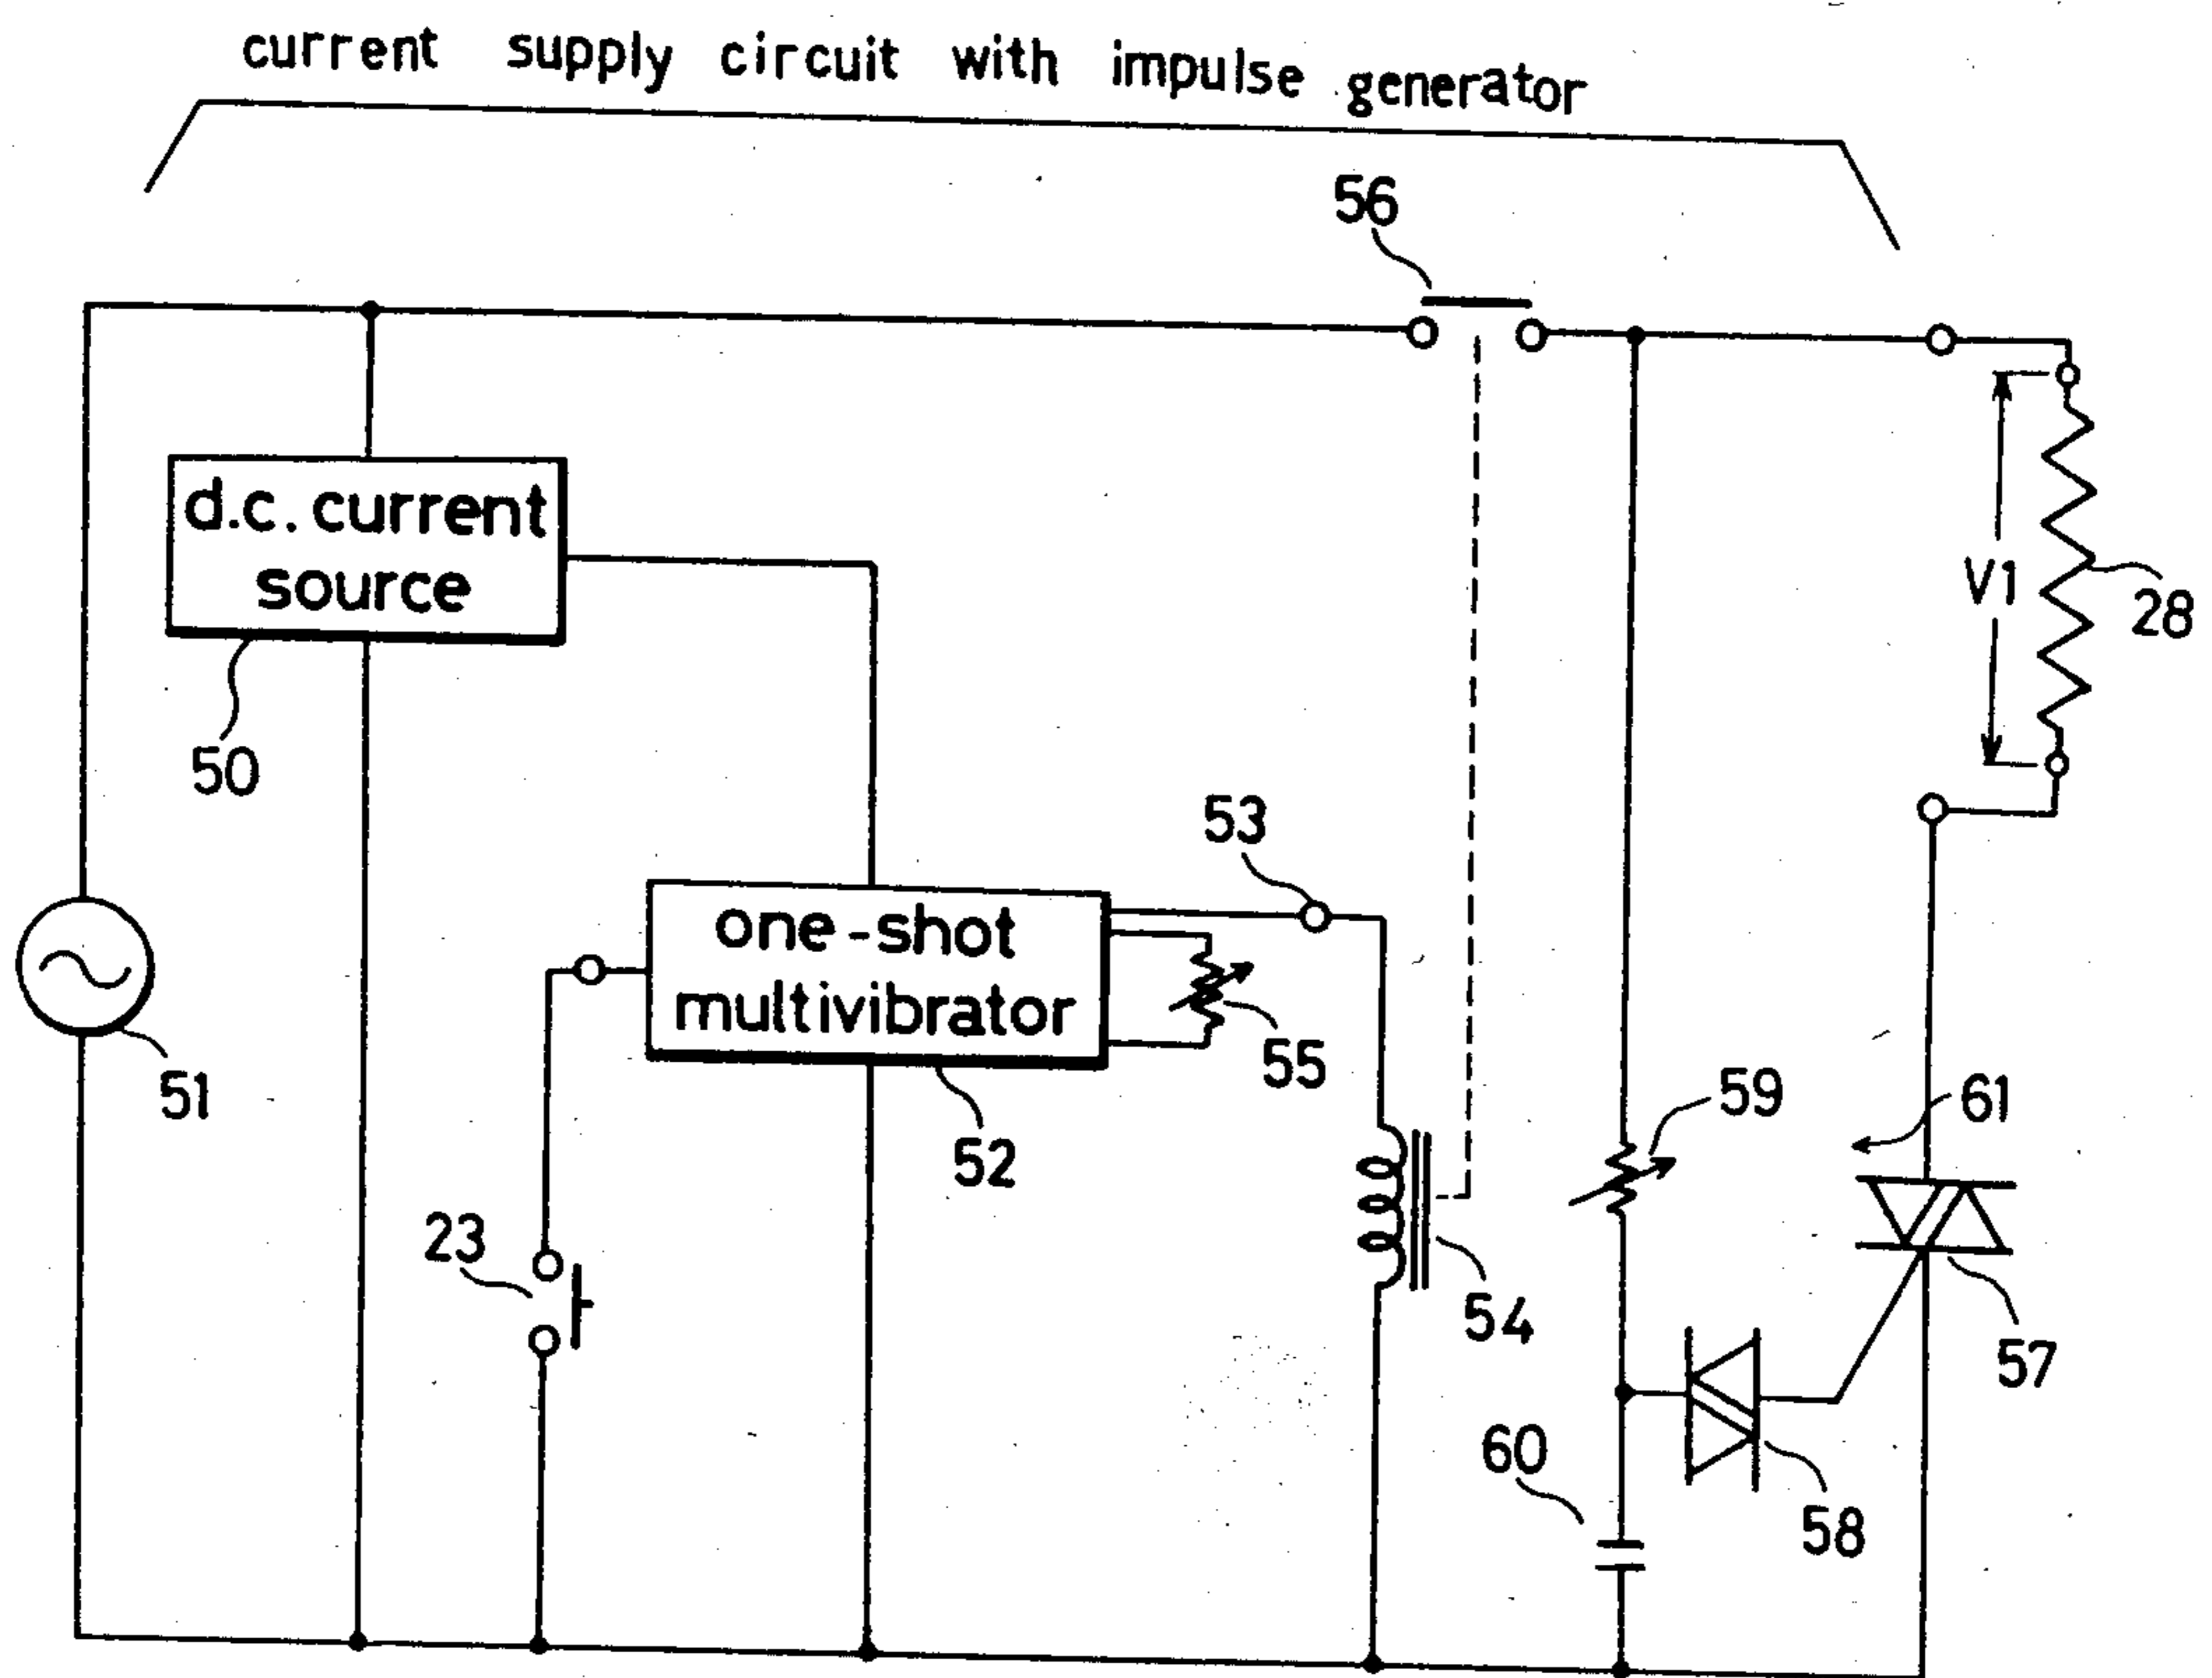 current supply circuit with impulse generator
56
d.c. current
source
V1
28
50
53
one-shot
multivibrator
55
51
52
59
61
23
54
57
60
58